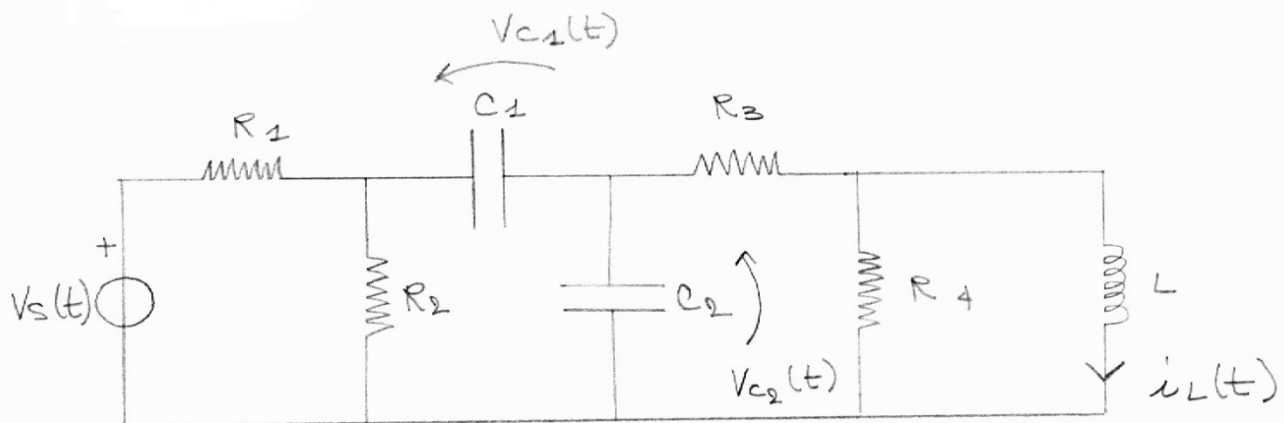 Vc1(t)
C1
R1
R3
+
Vs(t)
R2
C2
R4
L
Vc2(t)
iL(t)